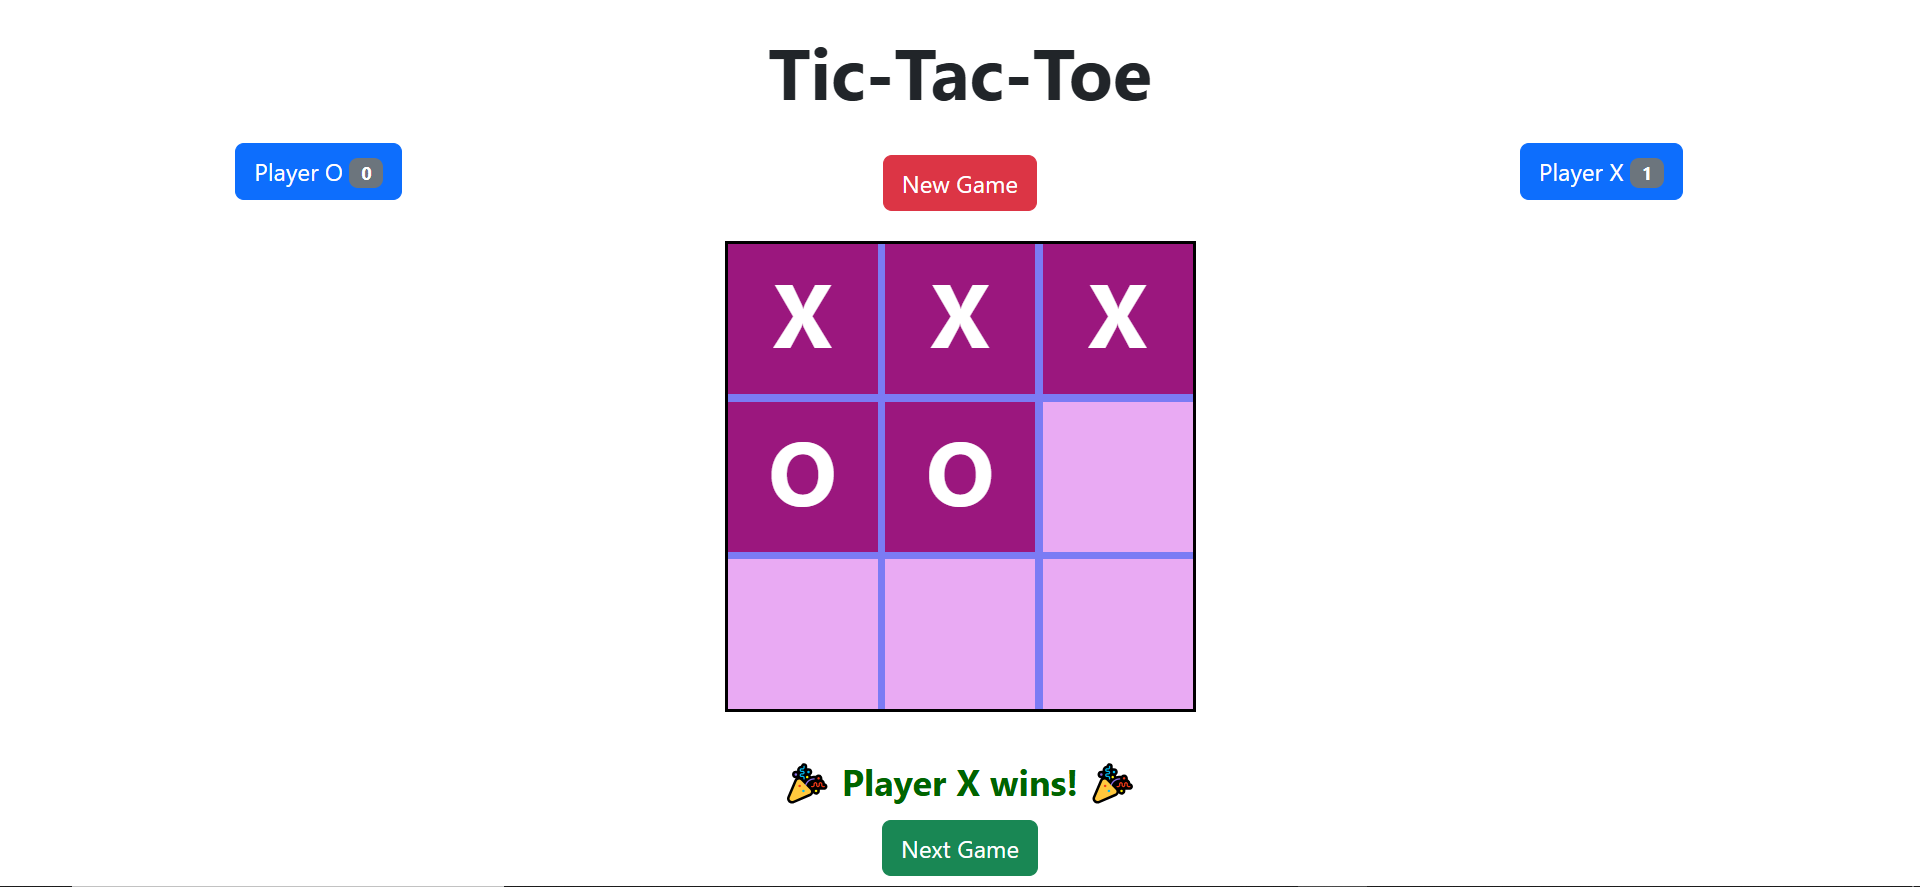 Tic-Tac-Toe
Player O 0
New Game
Player X 1
X X X
O O
🎉 Player X wins! 🎉
Next Game